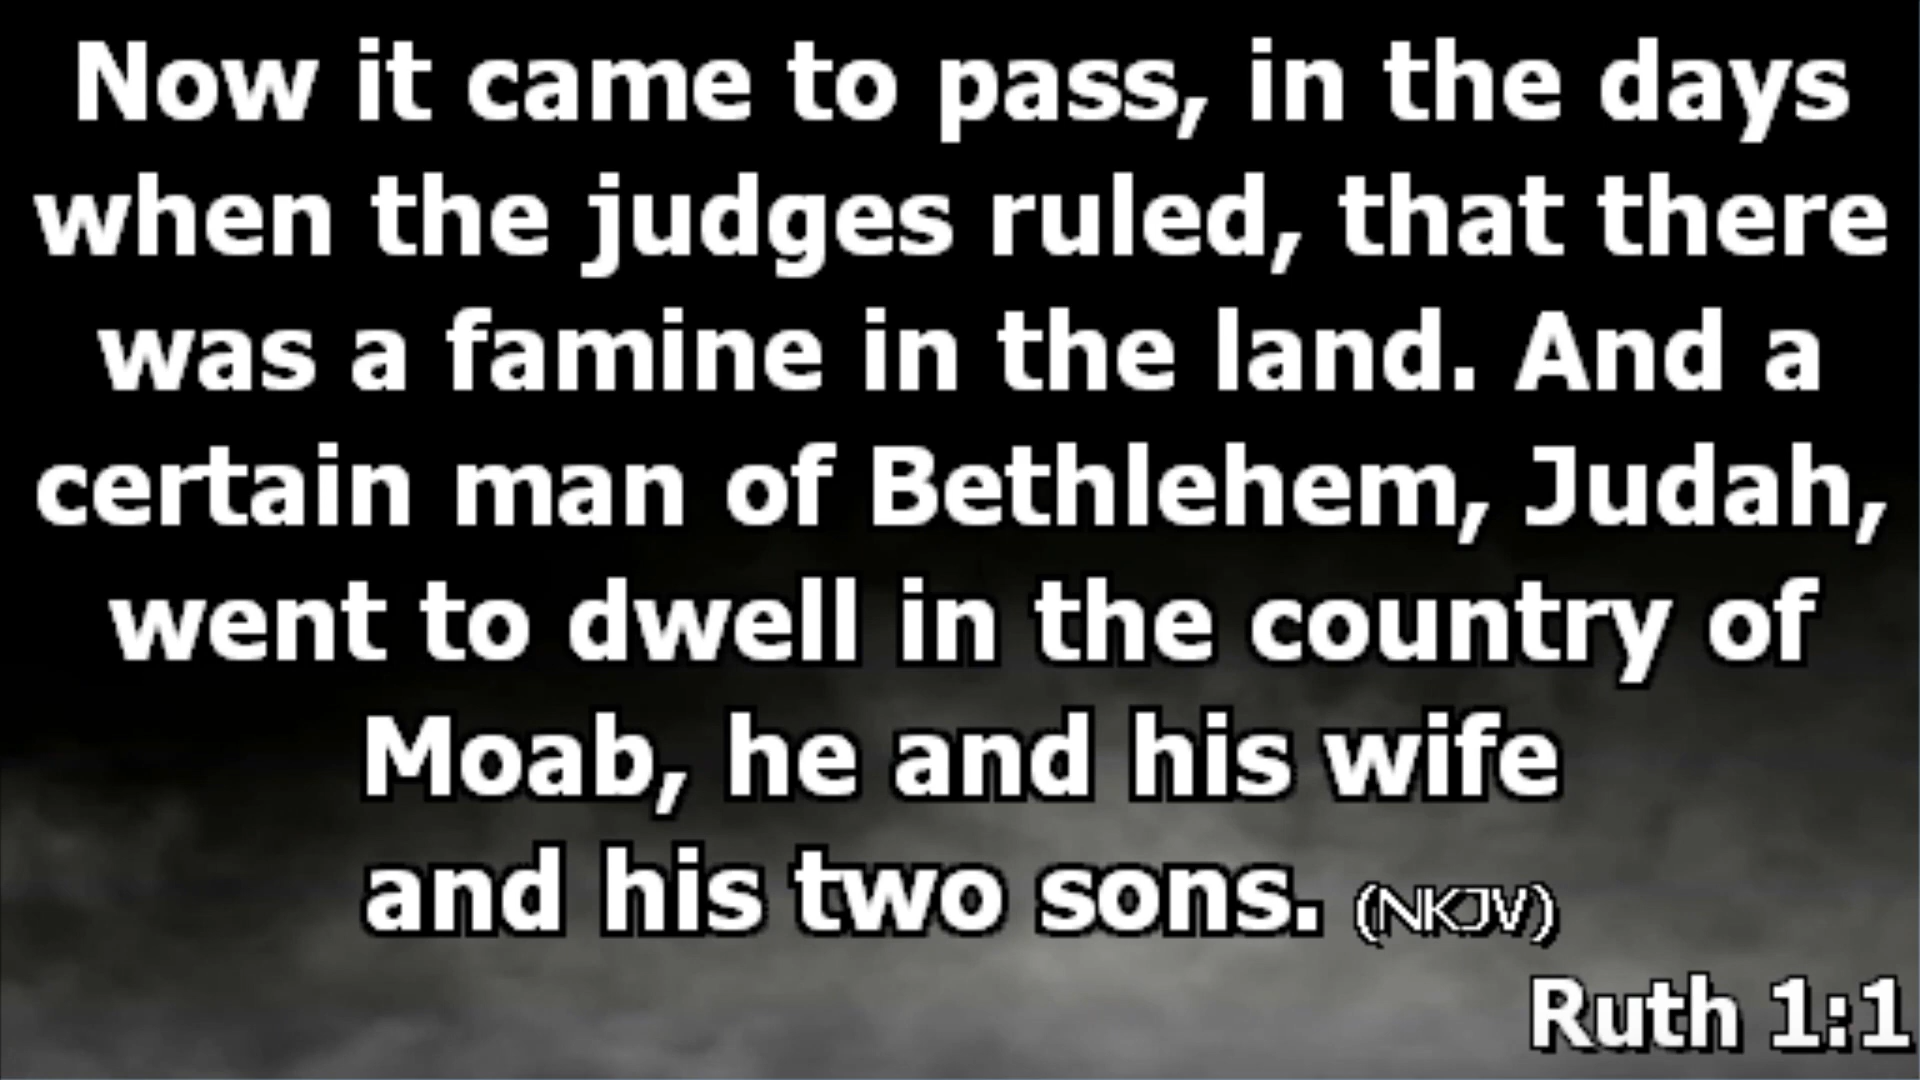 Now it came to pass, in the days
when the judges ruled, that there
was a famine in the land. And a
certain man of Bethlehem, Judah,
went to dwell in the country of
Moab, he and his wife
and his two sons. (NKJV)
Ruth 1:1